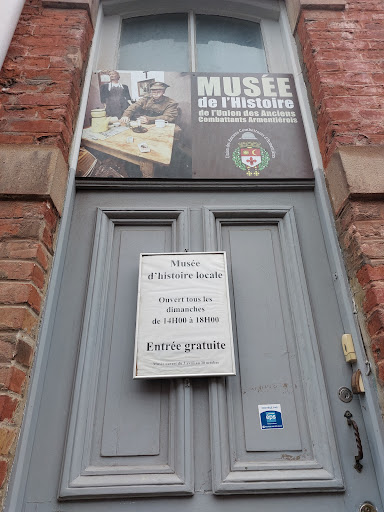 MUSÉE
de l'Histoire
de l'Union des Anciens
Combattants Armentièrois
Musée
d'histoire locale
Ouvert tous les
dimanches
de 14H00 à 18H00
Entrée gratuite